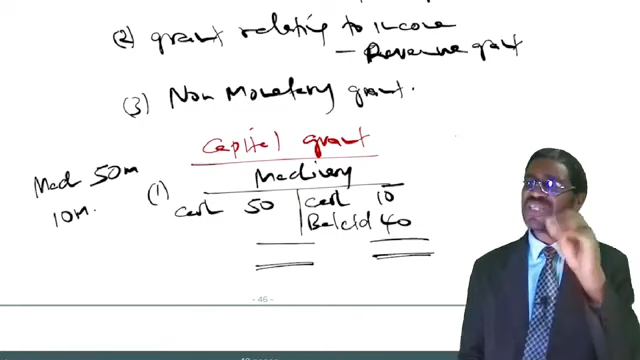 (2) grant relating to income
- Revenue grant
(3) Non Monetary grant.
Capital grant
Mach 50m
10m.
(1)
Machinery
Cash 50
Cash 10
Bal c/d 40
- 46 -